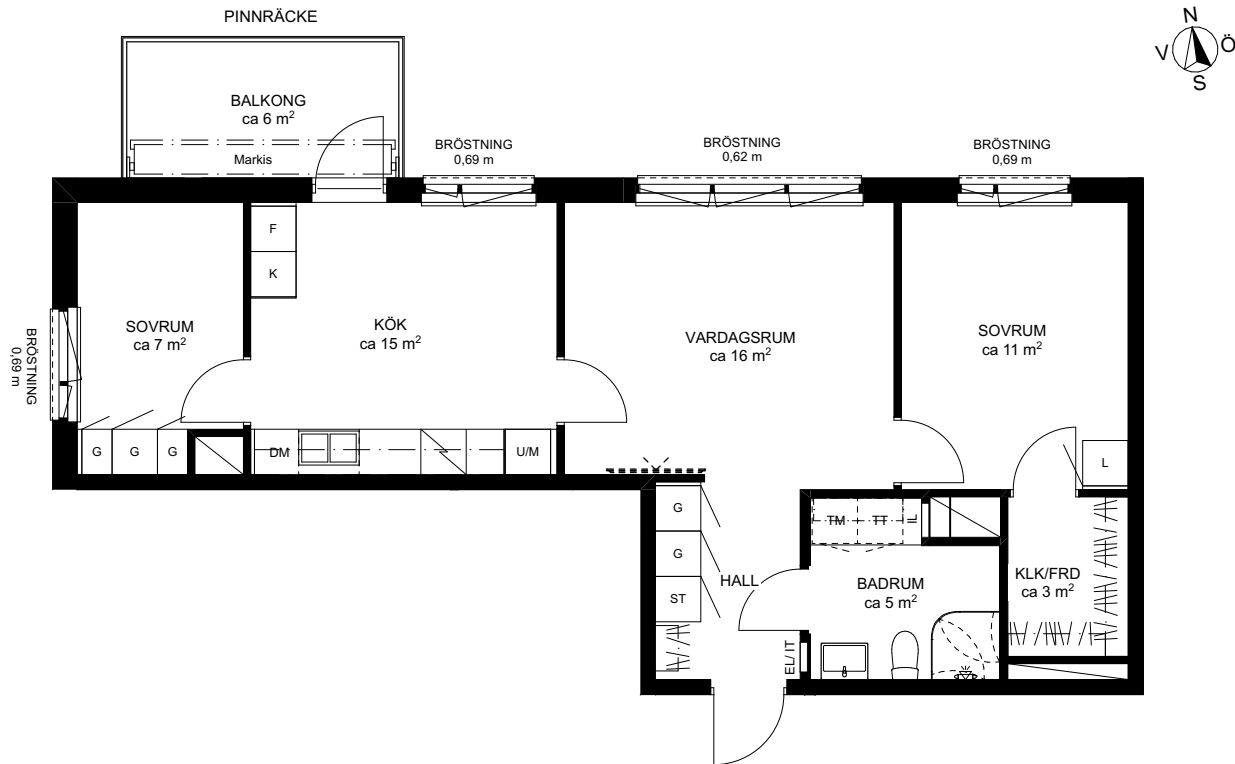 PINNRÄCKE
N
V
Ö
S
BALKONG
ca 6 m²
Markis
BRÖSTNING
0,69 m
BRÖSTNING
0,62 m
BRÖSTNING
0,69 m
F
K
SOVRUM
ca 7 m²
KÖK
ca 15 m²
VARDAGSRUM
ca 16 m²
SOVRUM
ca 11 m²
BRÖSTNING
0,69 m
G
G
G
DM
U/M
L
G
G
ST
HALL
TM
TT
IL
BADRUM
ca 5 m²
KLK/FRD
ca 3 m²
EL/ IT